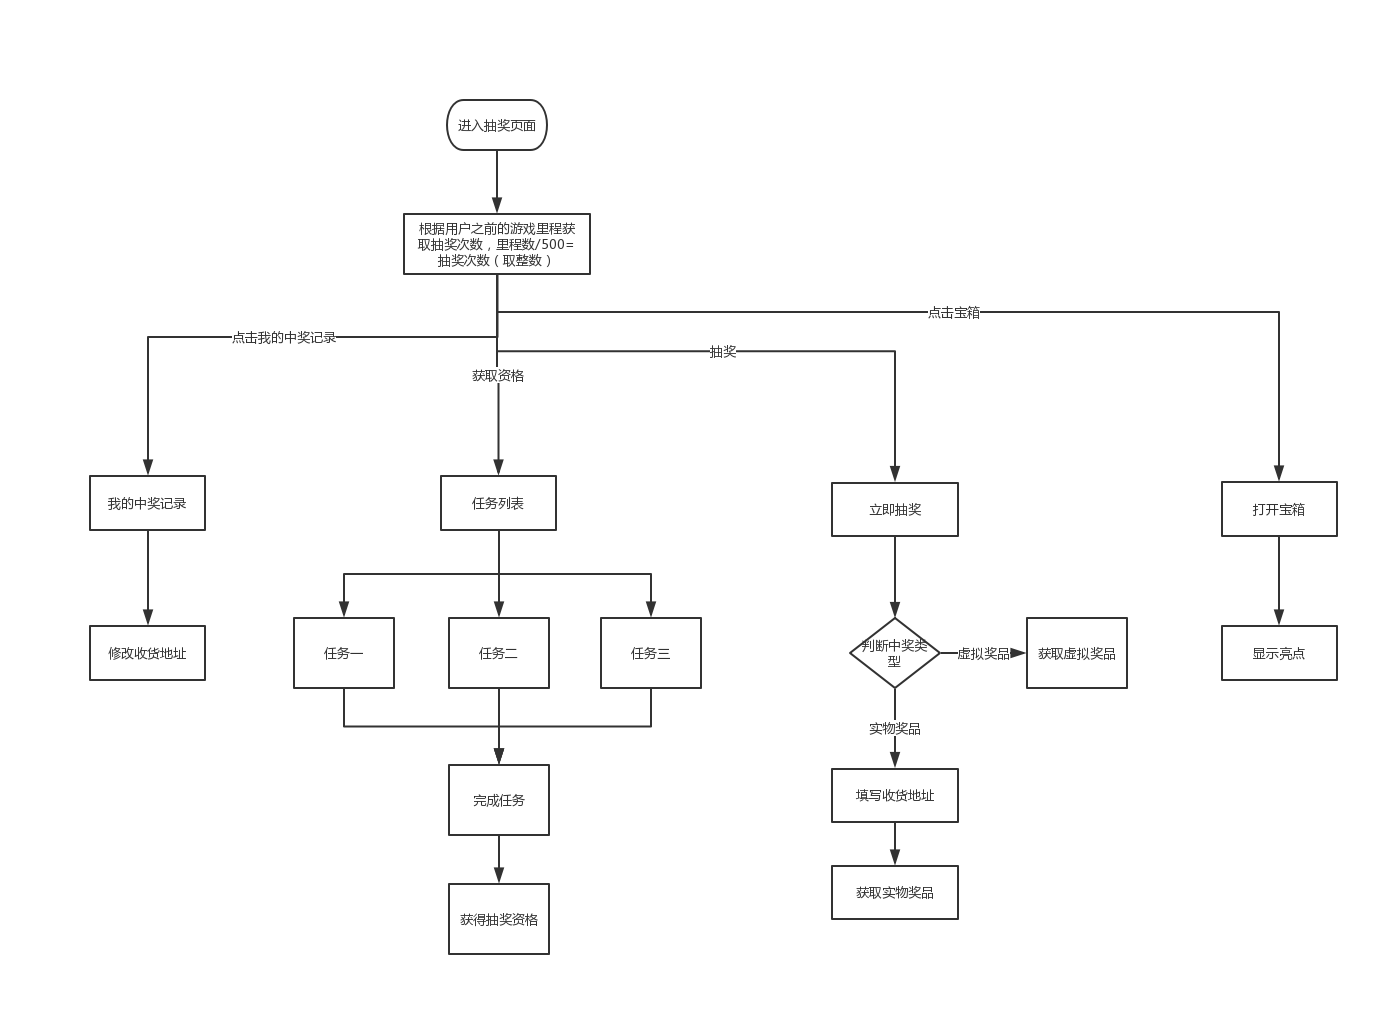 进入抽奖页面
根据用户之前的游戏里程获
取抽奖次数，里程数/500=
抽奖次数（取整数）
点击宝箱
点击我的中奖记录
抽奖
获取资格
我的中奖记录
任务列表
立即抽奖
打开宝箱
修改收货地址
任务一
任务二
任务三
判断中奖类
型
虚拟奖品
获取虚拟奖品
显示亮点
实物奖品
完成任务
填写收货地址
获取实物奖品
获得抽奖资格